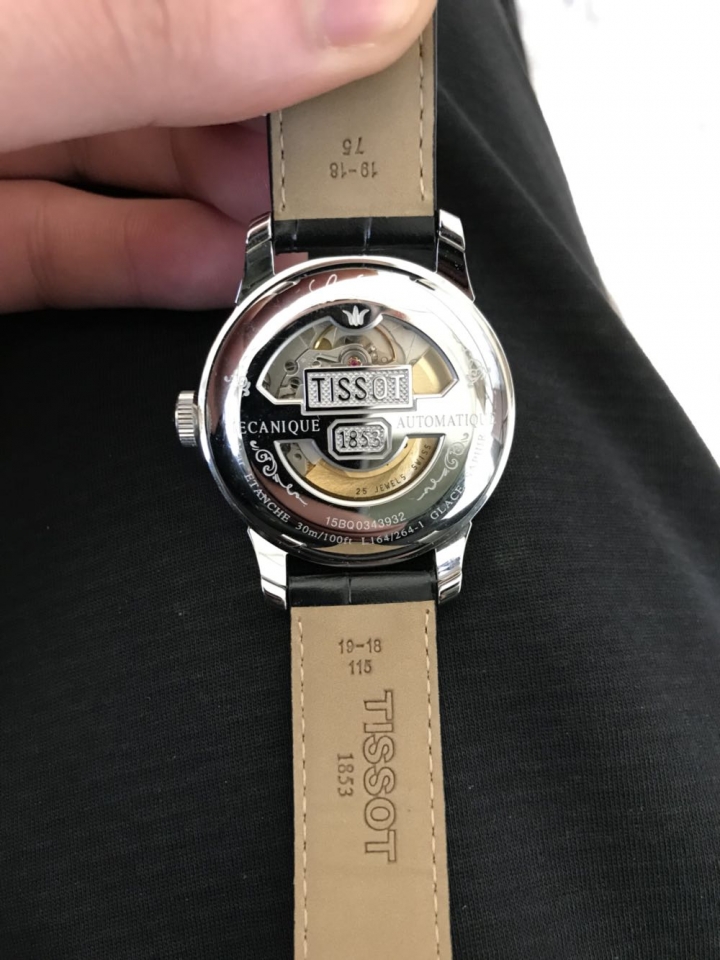 19-18
75
TISSOT
ECANIQUE
AUTOMATIQU
1853
25 JEWELS SWISS
15BQ0343932
ETANCHE 30m/100ft L164/264-1 GLACE
19-18
115
TISSOT
1853